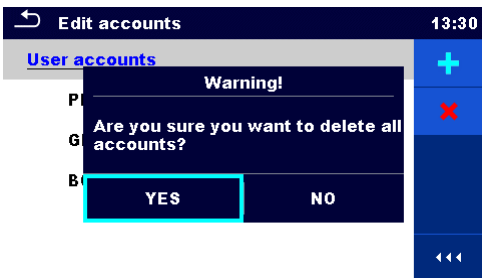 Edit accounts 13:30
User accounts
Warning!
Are you sure you want to delete all
accounts?
YES NO